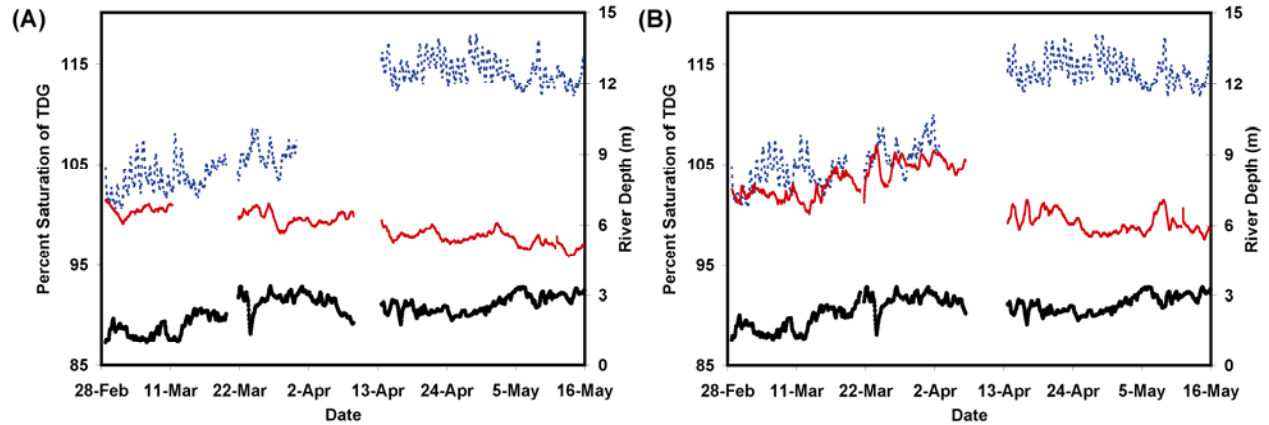 (A)
Percent Saturation of TDG
115
105
95
85
15
12
9
6
3
0
River Depth (m)
28-Feb 11-Mar 22-Mar 2-Apr 13-Apr 24-Apr 5-May 16-May
Date
(B)
Percent Saturation of TDG
115
105
95
85
15
12
9
6
3
0
River Depth (m)
28-Feb 11-Mar 22-Mar 2-Apr 13-Apr 24-Apr 5-May 16-May
Date